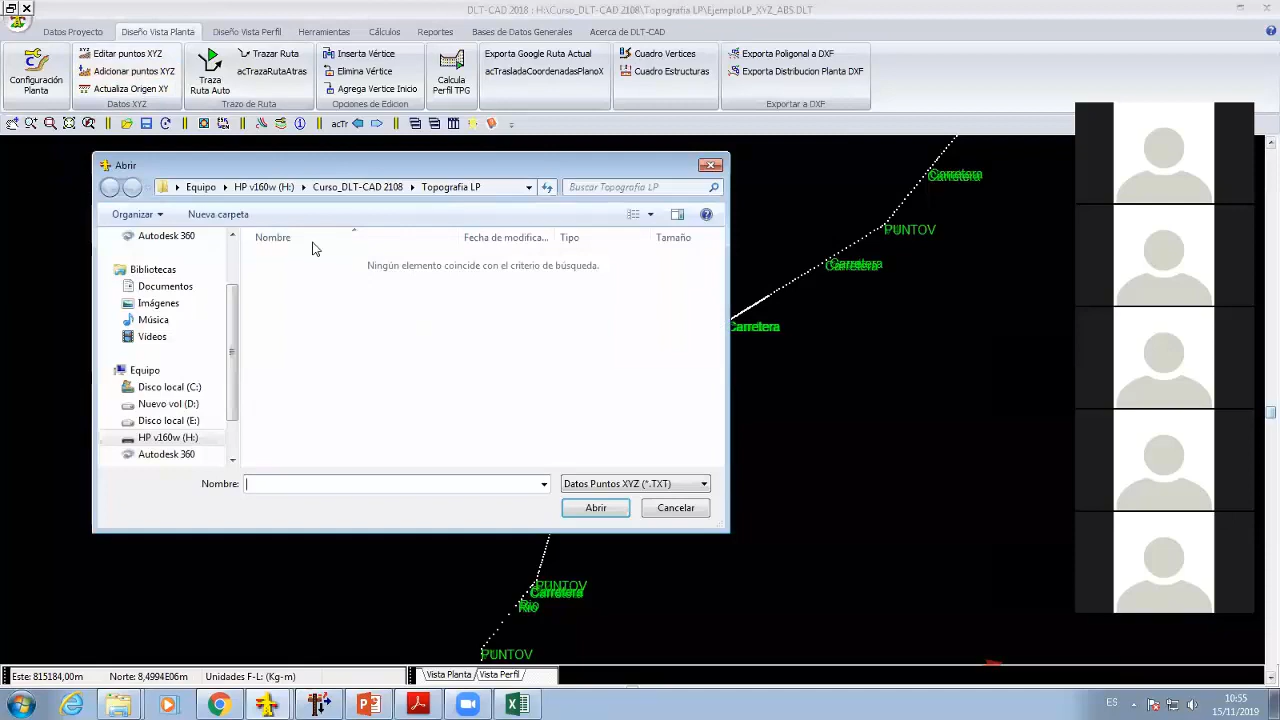 DLT-CAD 2018 : H:\Curso_DLT-CAD 2108\Topografia LP\EjemploLP_XYZ_ABS.DLT
Datos Proyecto
Diseño Vista Planta
Diseño Vista Perfil
Herramientas
Cálculos
Reportes
Bases de Datos Generales
Acerca de DLT-CAD
Configuración Planta
Editar puntos XYZ
Adicionar puntos XYZ
Actualiza Origen XY
Datos XYZ
Traza Ruta Auto
Trazar Ruta
acTrazaRutaAtras
Trazo de Ruta
Inserta Vértice
Elimina Vértice
Agrega Vertice Inicio
Opciones de Edicion
Calcula Perfil TPG
Exporta Google Ruta Actual
acTrasladaCoordenadasPlanoX
Cuadro Vertices
Cuadro Estructuras
Exporta Poligonal a DXF
Exporta Distribucion Planta DXF
Exportar a DXF
acTr
Abrir
Equipo
HP v160w (H:)
Curso_DLT-CAD 2108
Topografia LP
Buscar Topografia LP
Organizar
Nueva carpeta
Autodesk 360
Bibliotecas
Documentos
Imágenes
Música
Vídeos
Equipo
Disco local (C:)
Nuevo vol (D:)
Disco local (E:)
HP v160w (H:)
Autodesk 360
Nombre
Fecha de modifica...
Tipo
Tamaño
Ningún elemento coincide con el criterio de búsqueda.
Nombre:
Datos Puntos XYZ (*.TXT)
Abrir
Cancelar
Carretera
PUNTOV
Carretera
Carretera
PUNTOV
Carretera
Rio
PUNTOV
Este: 815184,00m
Norte: 8,4994E06m
Unidades F-L: (Kg-m)
Vista Planta
Vista Perfil
ES
10:55
15/11/2019